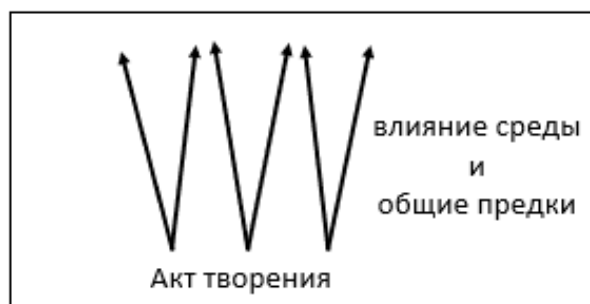 влияние среды
и
общие предки
Акт творения